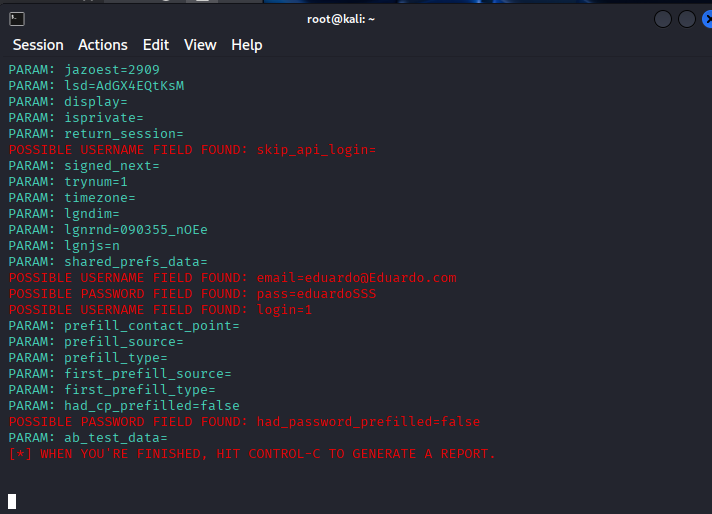 root@kali: ~
Session Actions Edit View Help
PARAM: jazoest=2909
PARAM: lsd=AdGX4EQtKsM
PARAM: display=
PARAM: isprivate=
PARAM: return_session=
POSSIBLE USERNAME FIELD FOUND: skip_api_login=
PARAM: signed_next=
PARAM: trynum=1
PARAM: timezone=
PARAM: lgndim=
PARAM: lgnrnd=090355_nOEe
PARAM: lgnjs=n
PARAM: shared_prefs_data=
POSSIBLE USERNAME FIELD FOUND: email=eduardo@Eduardo.com
POSSIBLE PASSWORD FIELD FOUND: pass=eduardoSSS
POSSIBLE USERNAME FIELD FOUND: login=1
PARAM: prefill_contact_point=
PARAM: prefill_source=
PARAM: prefill_type=
PARAM: first_prefill_source=
PARAM: first_prefill_type=
PARAM: had_cp_prefilled=false
POSSIBLE PASSWORD FIELD FOUND: had_password_prefilled=false
PARAM: ab_test_data=
[*] WHEN YOU'RE FINISHED, HIT CONTROL-C TO GENERATE A REPORT.